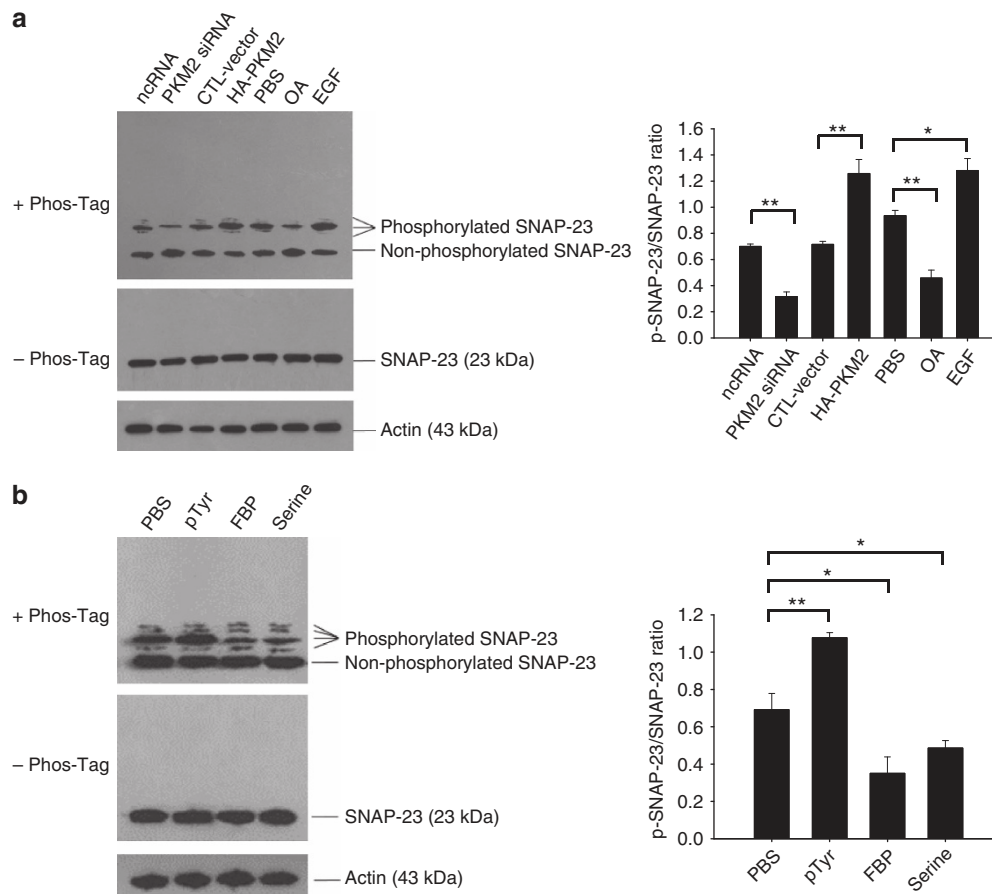 a
ncRNA
PKM2 siRNA
CTL-vector
HA-PKM2
PBS
OA
EGF
+ Phos-Tag
Phosphorylated SNAP-23
Non-phosphorylated SNAP-23
– Phos-Tag
SNAP-23 (23 kDa)
Actin (43 kDa)
p-SNAP-23/SNAP-23 ratio
1.6
1.4
1.2
1.0
0.8
0.6
0.4
0.2
0.0
**
**
**
*
ncRNA
PKM2 siRNA
CTL-vector
HA-PKM2
PBS
OA
EGF
b
PBS
pTyr
FBP
Serine
+ Phos-Tag
Phosphorylated SNAP-23
Non-phosphorylated SNAP-23
– Phos-Tag
SNAP-23 (23 kDa)
Actin (43 kDa)
p-SNAP-23/SNAP-23 ratio
1.2
1.0
0.8
0.6
0.4
0.2
0.0
*
*
**
PBS
pTyr
FBP
Serine